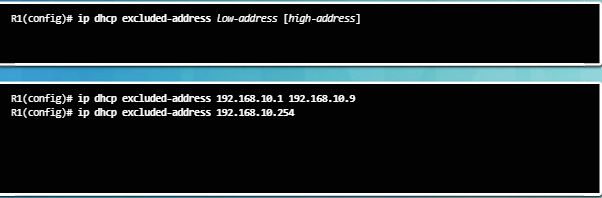 R1(config)# ip dhcp excluded-address low-address [high-address]
R1(config)# ip dhcp excluded-address 192.168.10.1 192.168.10.9
R1(config)# ip dhcp excluded-address 192.168.10.254